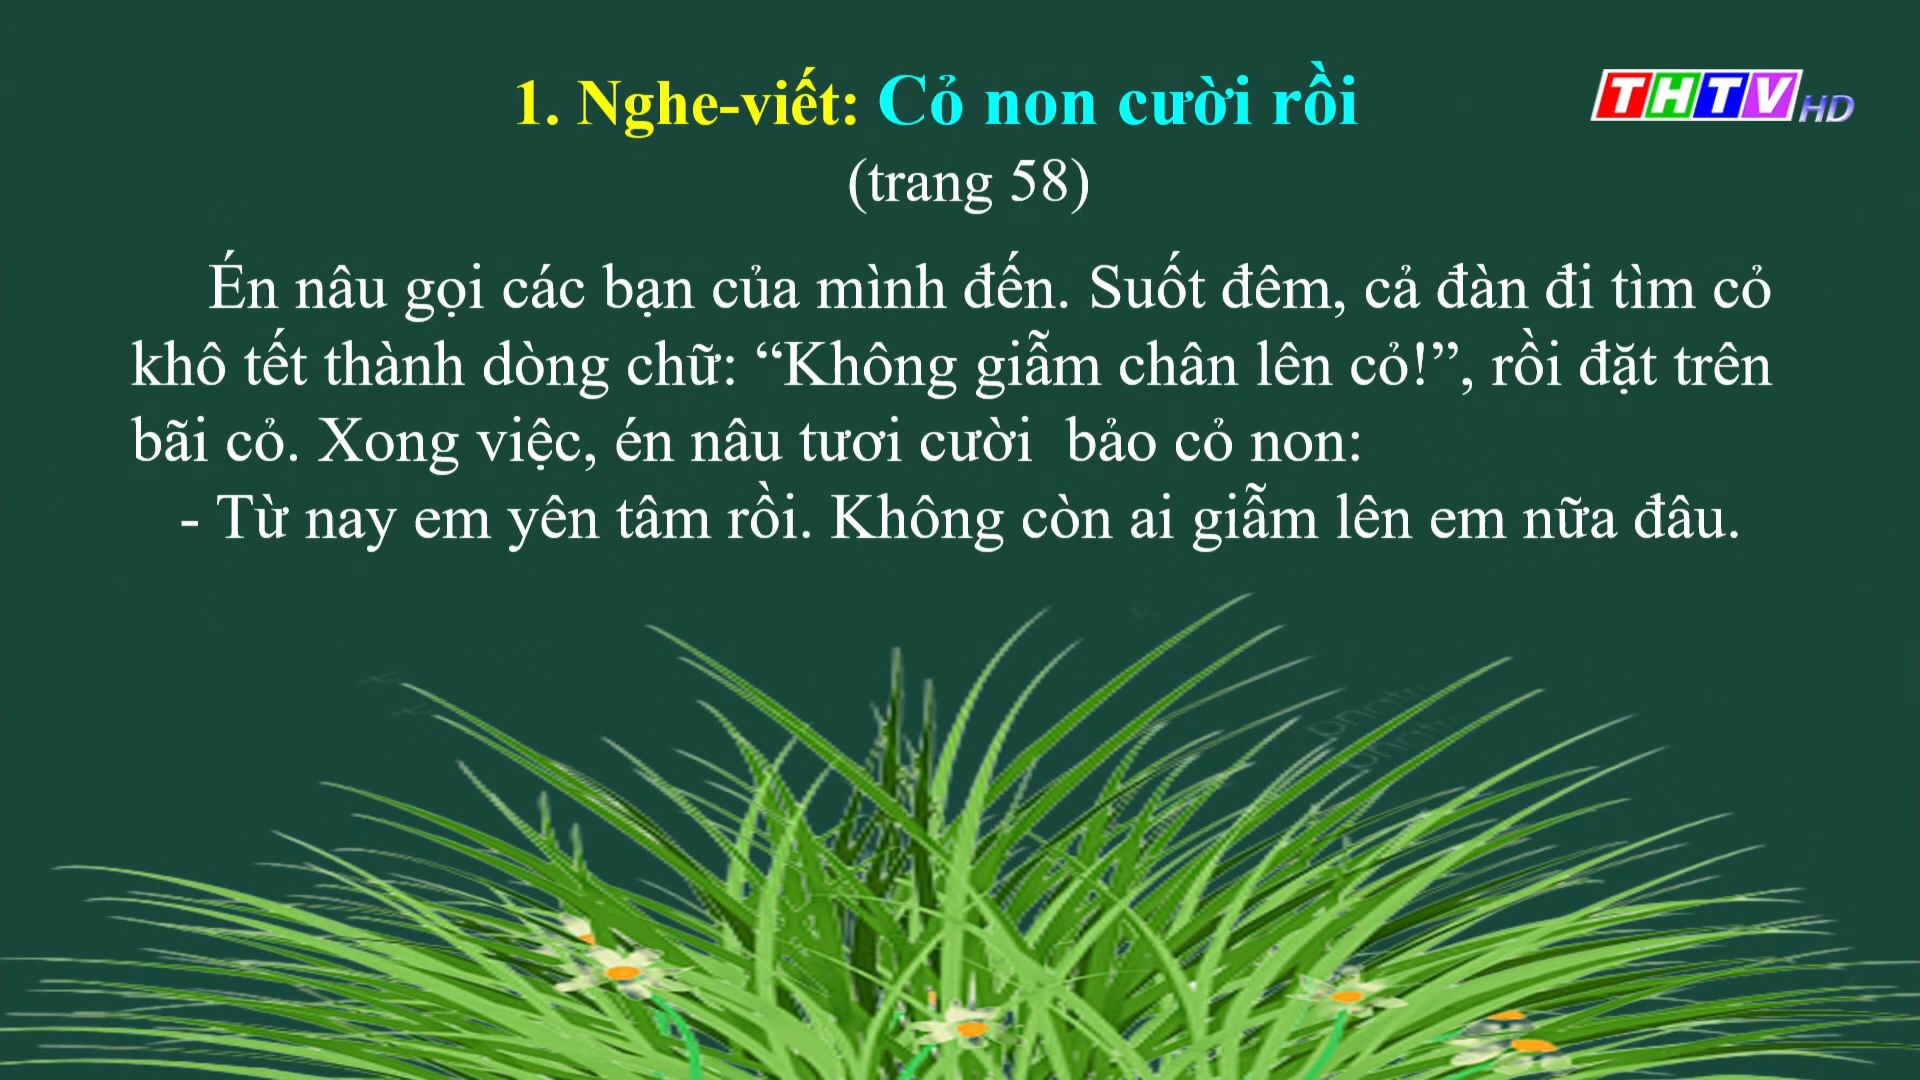 1. Nghe-viết: Cỏ non cười rồi
THTV HD
(trang 58)
Én nâu gọi các bạn của mình đến. Suốt đêm, cả đàn đi tìm cỏ
khô tết thành dòng chữ: “Không giẫm chân lên cỏ!”, rồi đặt trên
bãi cỏ. Xong việc, én nâu tươi cười  bảo cỏ non:
- Từ nay em yên tâm rồi. Không còn ai giẫm lên em nữa đâu.